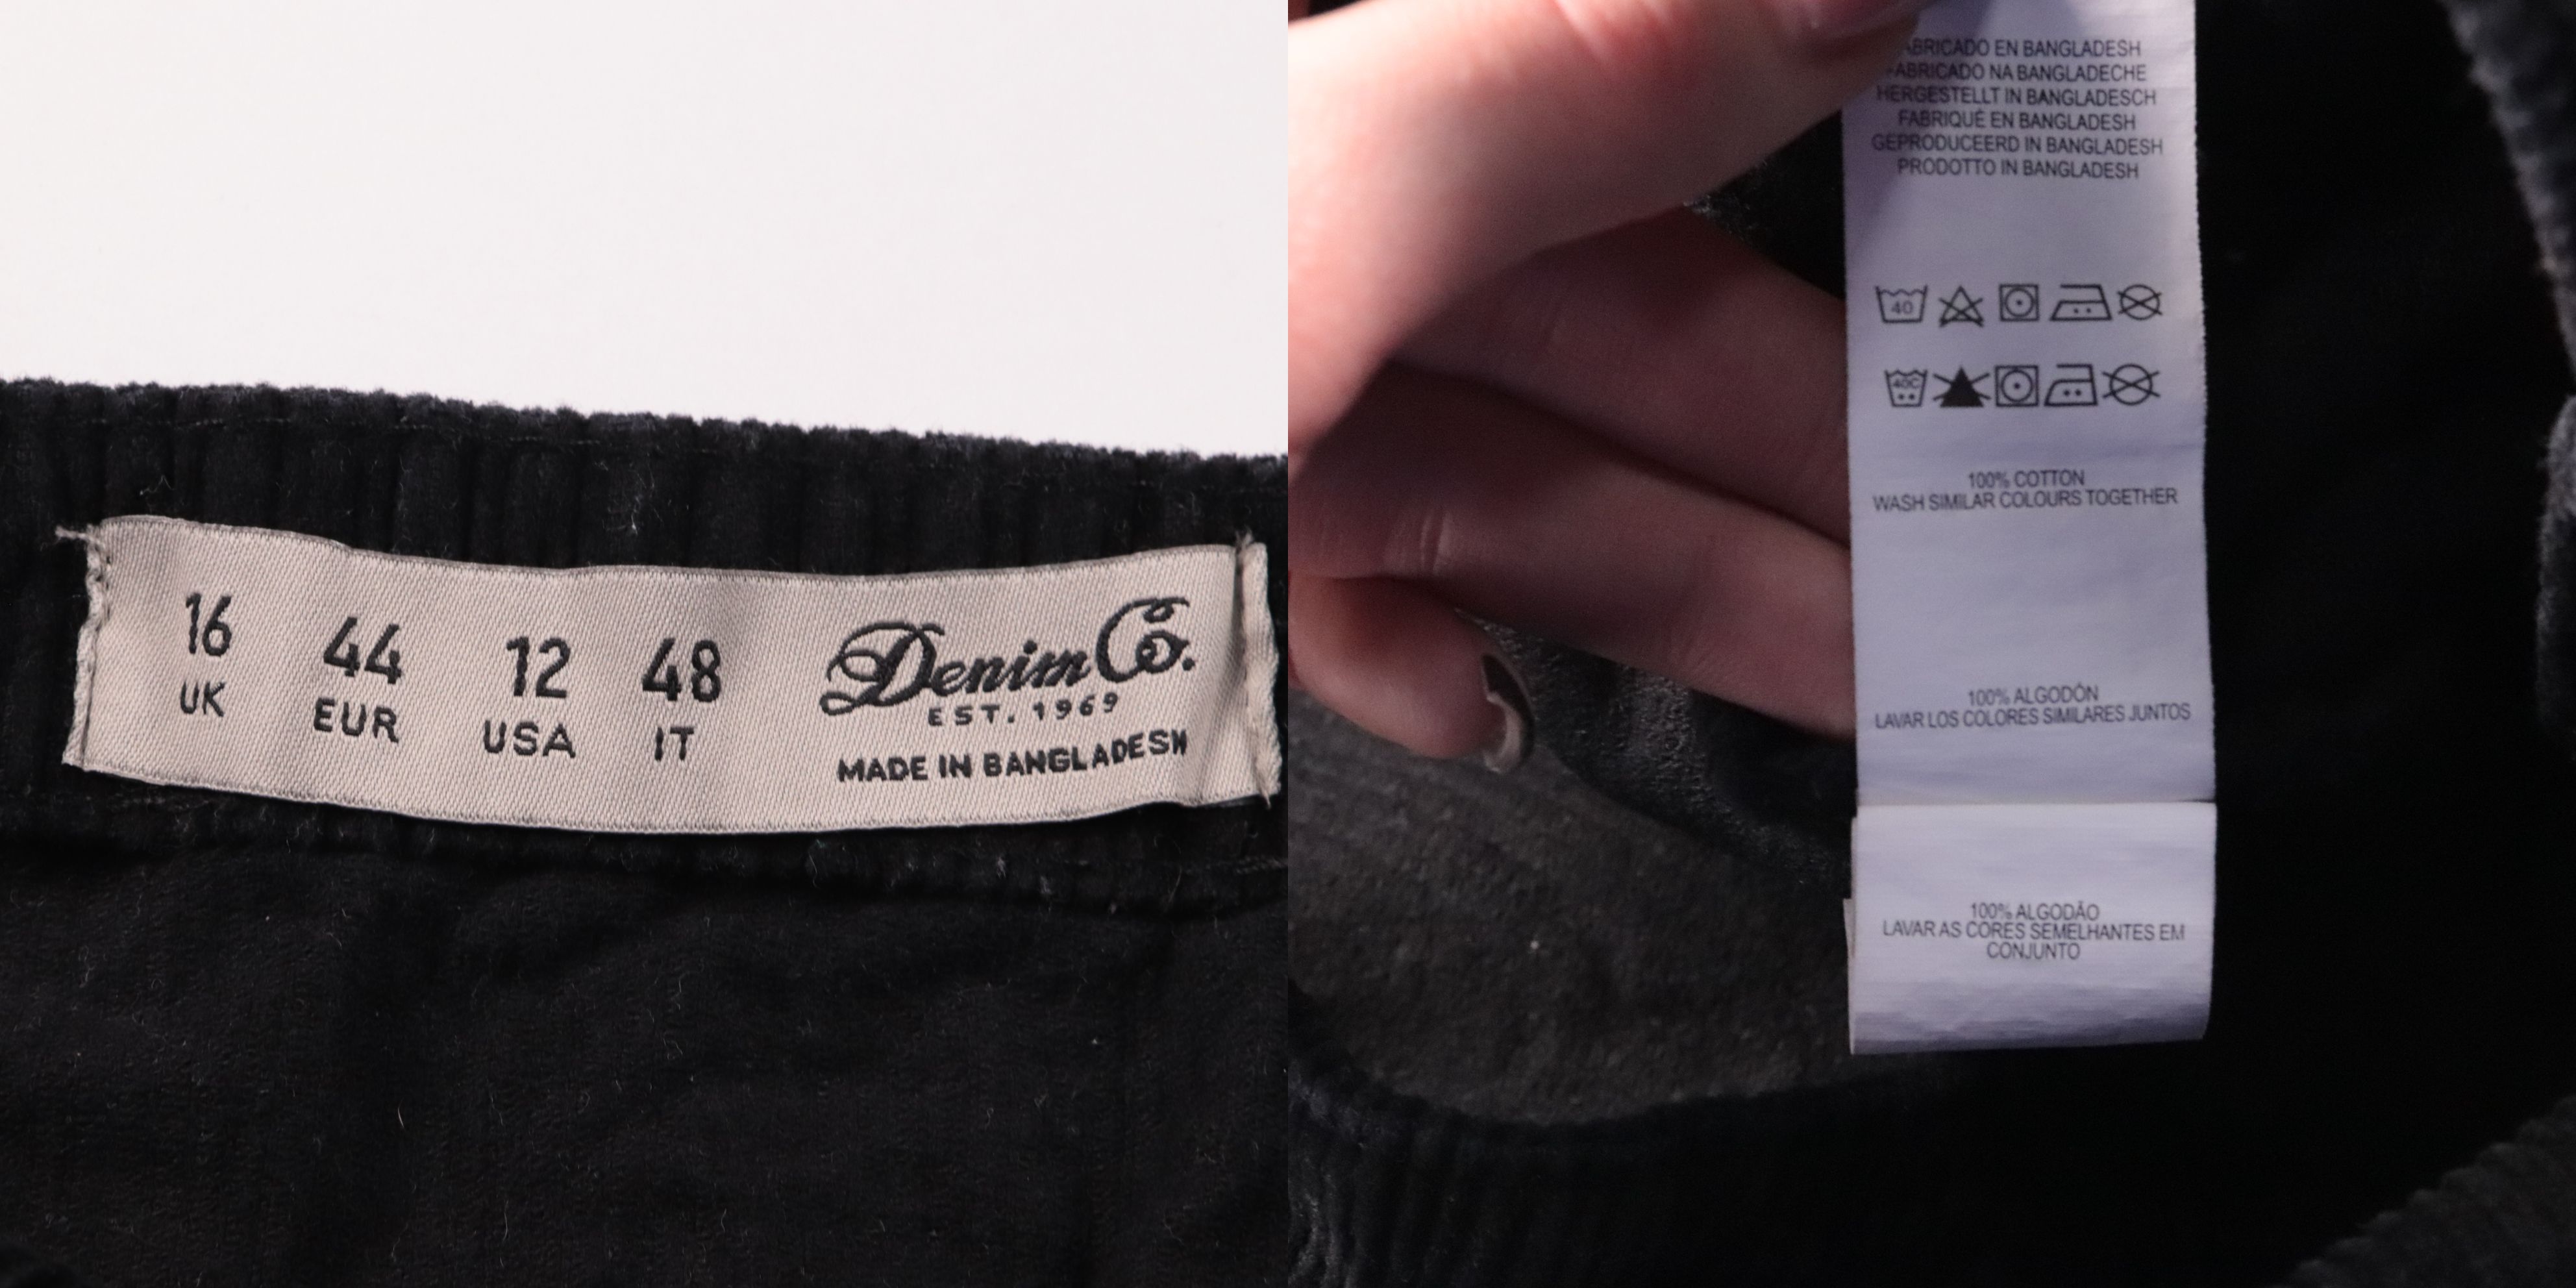 16 44 12 48
UK EUR USA IT
Denim Co.
EST. 1969
MADE IN BANGLADESH
EN BANGLADESH
FABRICADO NA BANGLADECHE
HERGESTELLT IN BANGLADESCH
FABRIQUÉ EN BANGLADESH
GEPRODUCEERD IN BANGLADESH
PRODOTTO IN BANGLADESH
40
40C
100% COTTON
WASH SIMILAR COLOURS TOGETHER
100% ALGODÓN
LAVAR LOS COLORES SIMILARES JUNTOS
100% ALGODÃO
LAVAR AS CORES SEMELHANTES EM
CONJUNTO